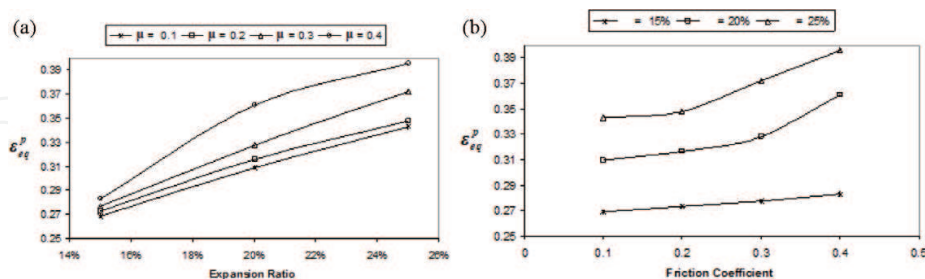 (a)
μ = 0.1 μ = 0.2 μ = 0.3 μ = 0.4
0.39
0.37
0.35
0.33
0.31
0.29
0.27
0.25
ε_eq^p
14% 16% 18% 20% 22% 24% 26%
Expansion Ratio
(b)
= 15% = 20% = 25%
0.39
0.37
0.35
0.33
0.31
0.29
0.27
0.25
ε_eq^p
0 0.1 0.2 0.3 0.4 0.5
Friction Coefficient